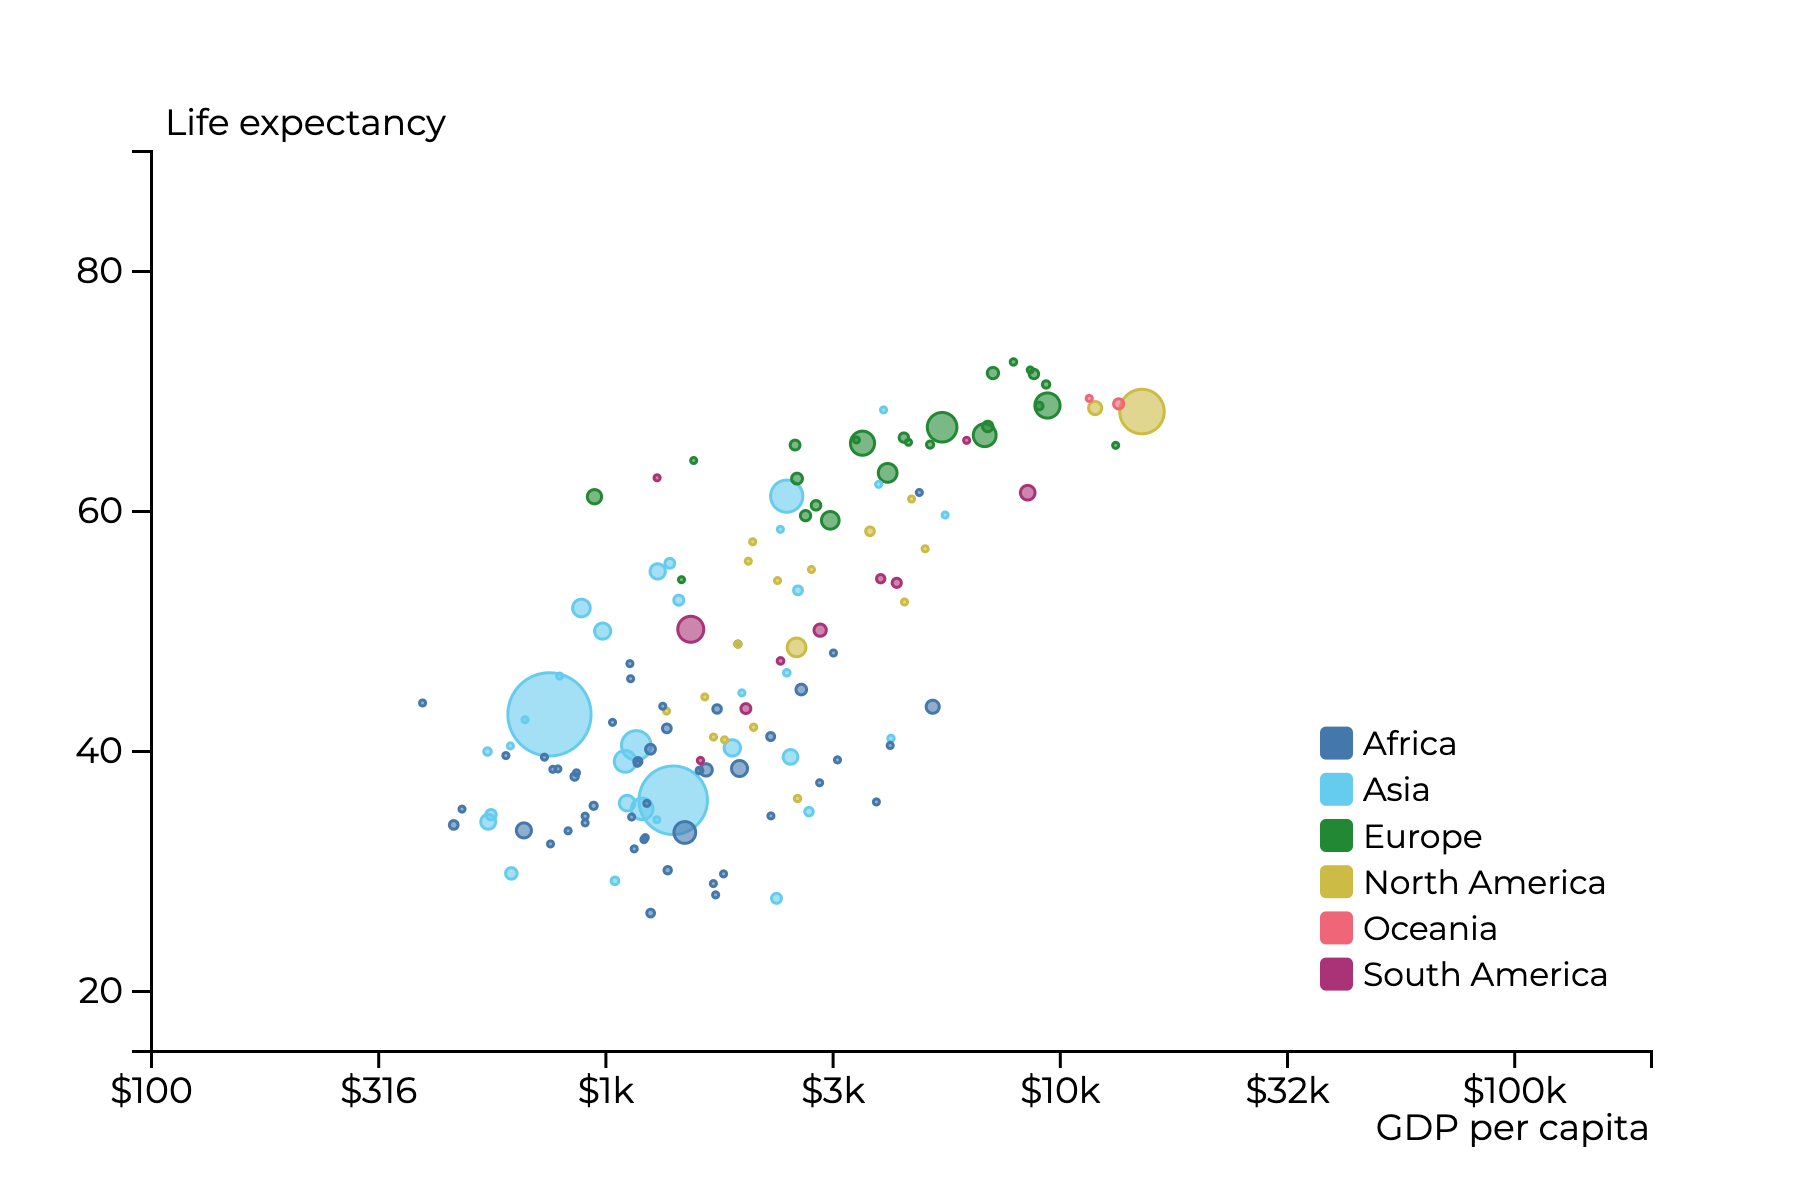 Life expectancy
80
60
40
20
$100
$316
$1k
$3k
$10k
$32k
$100k
GDP per capita
Africa
Asia
Europe
North America
Oceania
South America